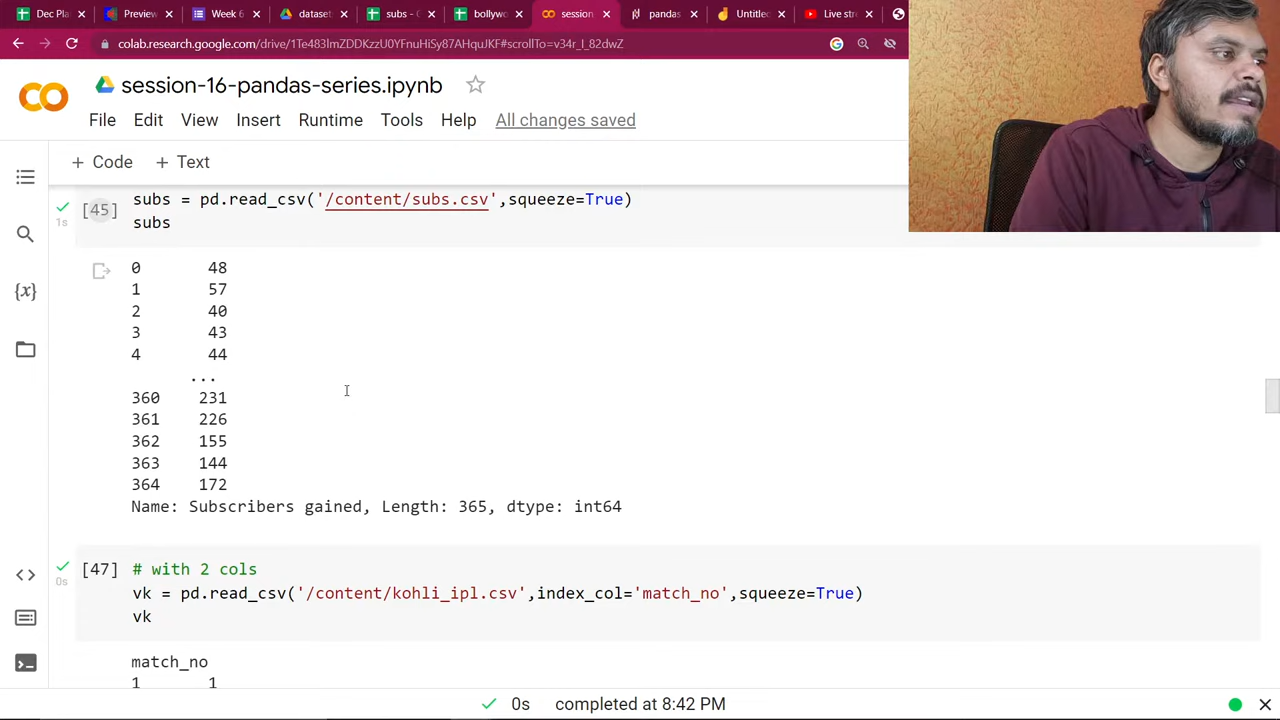 Dec Pla
Preview
Week 6
dataset
subs - G
bollywo
session
pandas
Untitled
Live stre
colab.research.google.com/drive/1Te483lmZDDKzzU0YFnuHiSy87AHquJKF#scrollTo=v34r_I_82dwZ
session-16-pandas-series.ipynb
File Edit View Insert Runtime Tools Help All changes saved
+ Code + Text
[45] subs = pd.read_csv('/content/subs.csv',squeeze=True)
1s subs
0 48
1 57
2 40
3 43
4 44
...
360 231
361 226
362 155
363 144
364 172
Name: Subscribers gained, Length: 365, dtype: int64
[47] # with 2 cols
0s vk = pd.read_csv('/content/kohli_ipl.csv',index_col='match_no',squeeze=True)
vk
match_no
1 1
0s completed at 8:42 PM